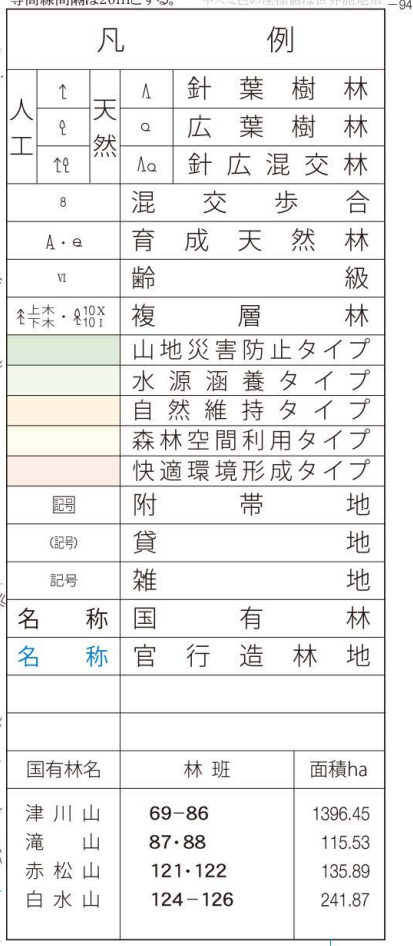 等高線間隔は20mとする。
-94
凡例
人工 天然 針葉樹林
広葉樹林
針広混交林
8 混交歩合
育成天然林
VI 齢級
上木 下木・10X 10I 複層林
山地災害防止タイプ
水源涵養タイプ
自然維持タイプ
森林空間利用タイプ
快適環境形成タイプ
記号 附帯地
(記号) 貸地
記号 雑地
名称 国有林
名称 官行造林地
国有林名 林班 面積ha
津川山 69-86 1396.45
滝山 87・88 115.53
赤松山 121・122 135.89
白水山 124-126 241.87